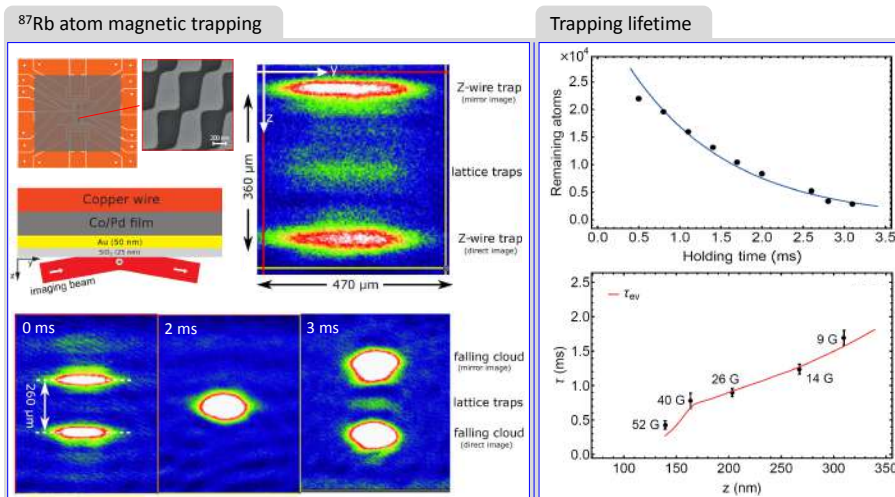 ⁸⁷Rb atom magnetic trapping
Trapping lifetime
200 nm
Copper wire
Co/Pd film
Au (50 nm)
SiO₂ (25 nm)
z
y
imaging beam
y
z
360 µm
470 µm
Z-wire trap
(mirror image)
lattice traps
Z-wire trap
(direct image)
0 ms
2 ms
3 ms
260 µm
falling cloud
(mirror image)
lattice traps
falling cloud
(direct image)
×10⁴
2.5
2.0
1.5
1.0
0.5
0.0
Remaining atoms
0.0 0.5 1.0 1.5 2.0 2.5 3.0 3.5
Holding time (ms)
τev
2.5
2.0
1.5
1.0
0.5
0.0
τ (ms)
52 G
40 G
26 G
14 G
9 G
100 150 200 250 300 350
z (nm)